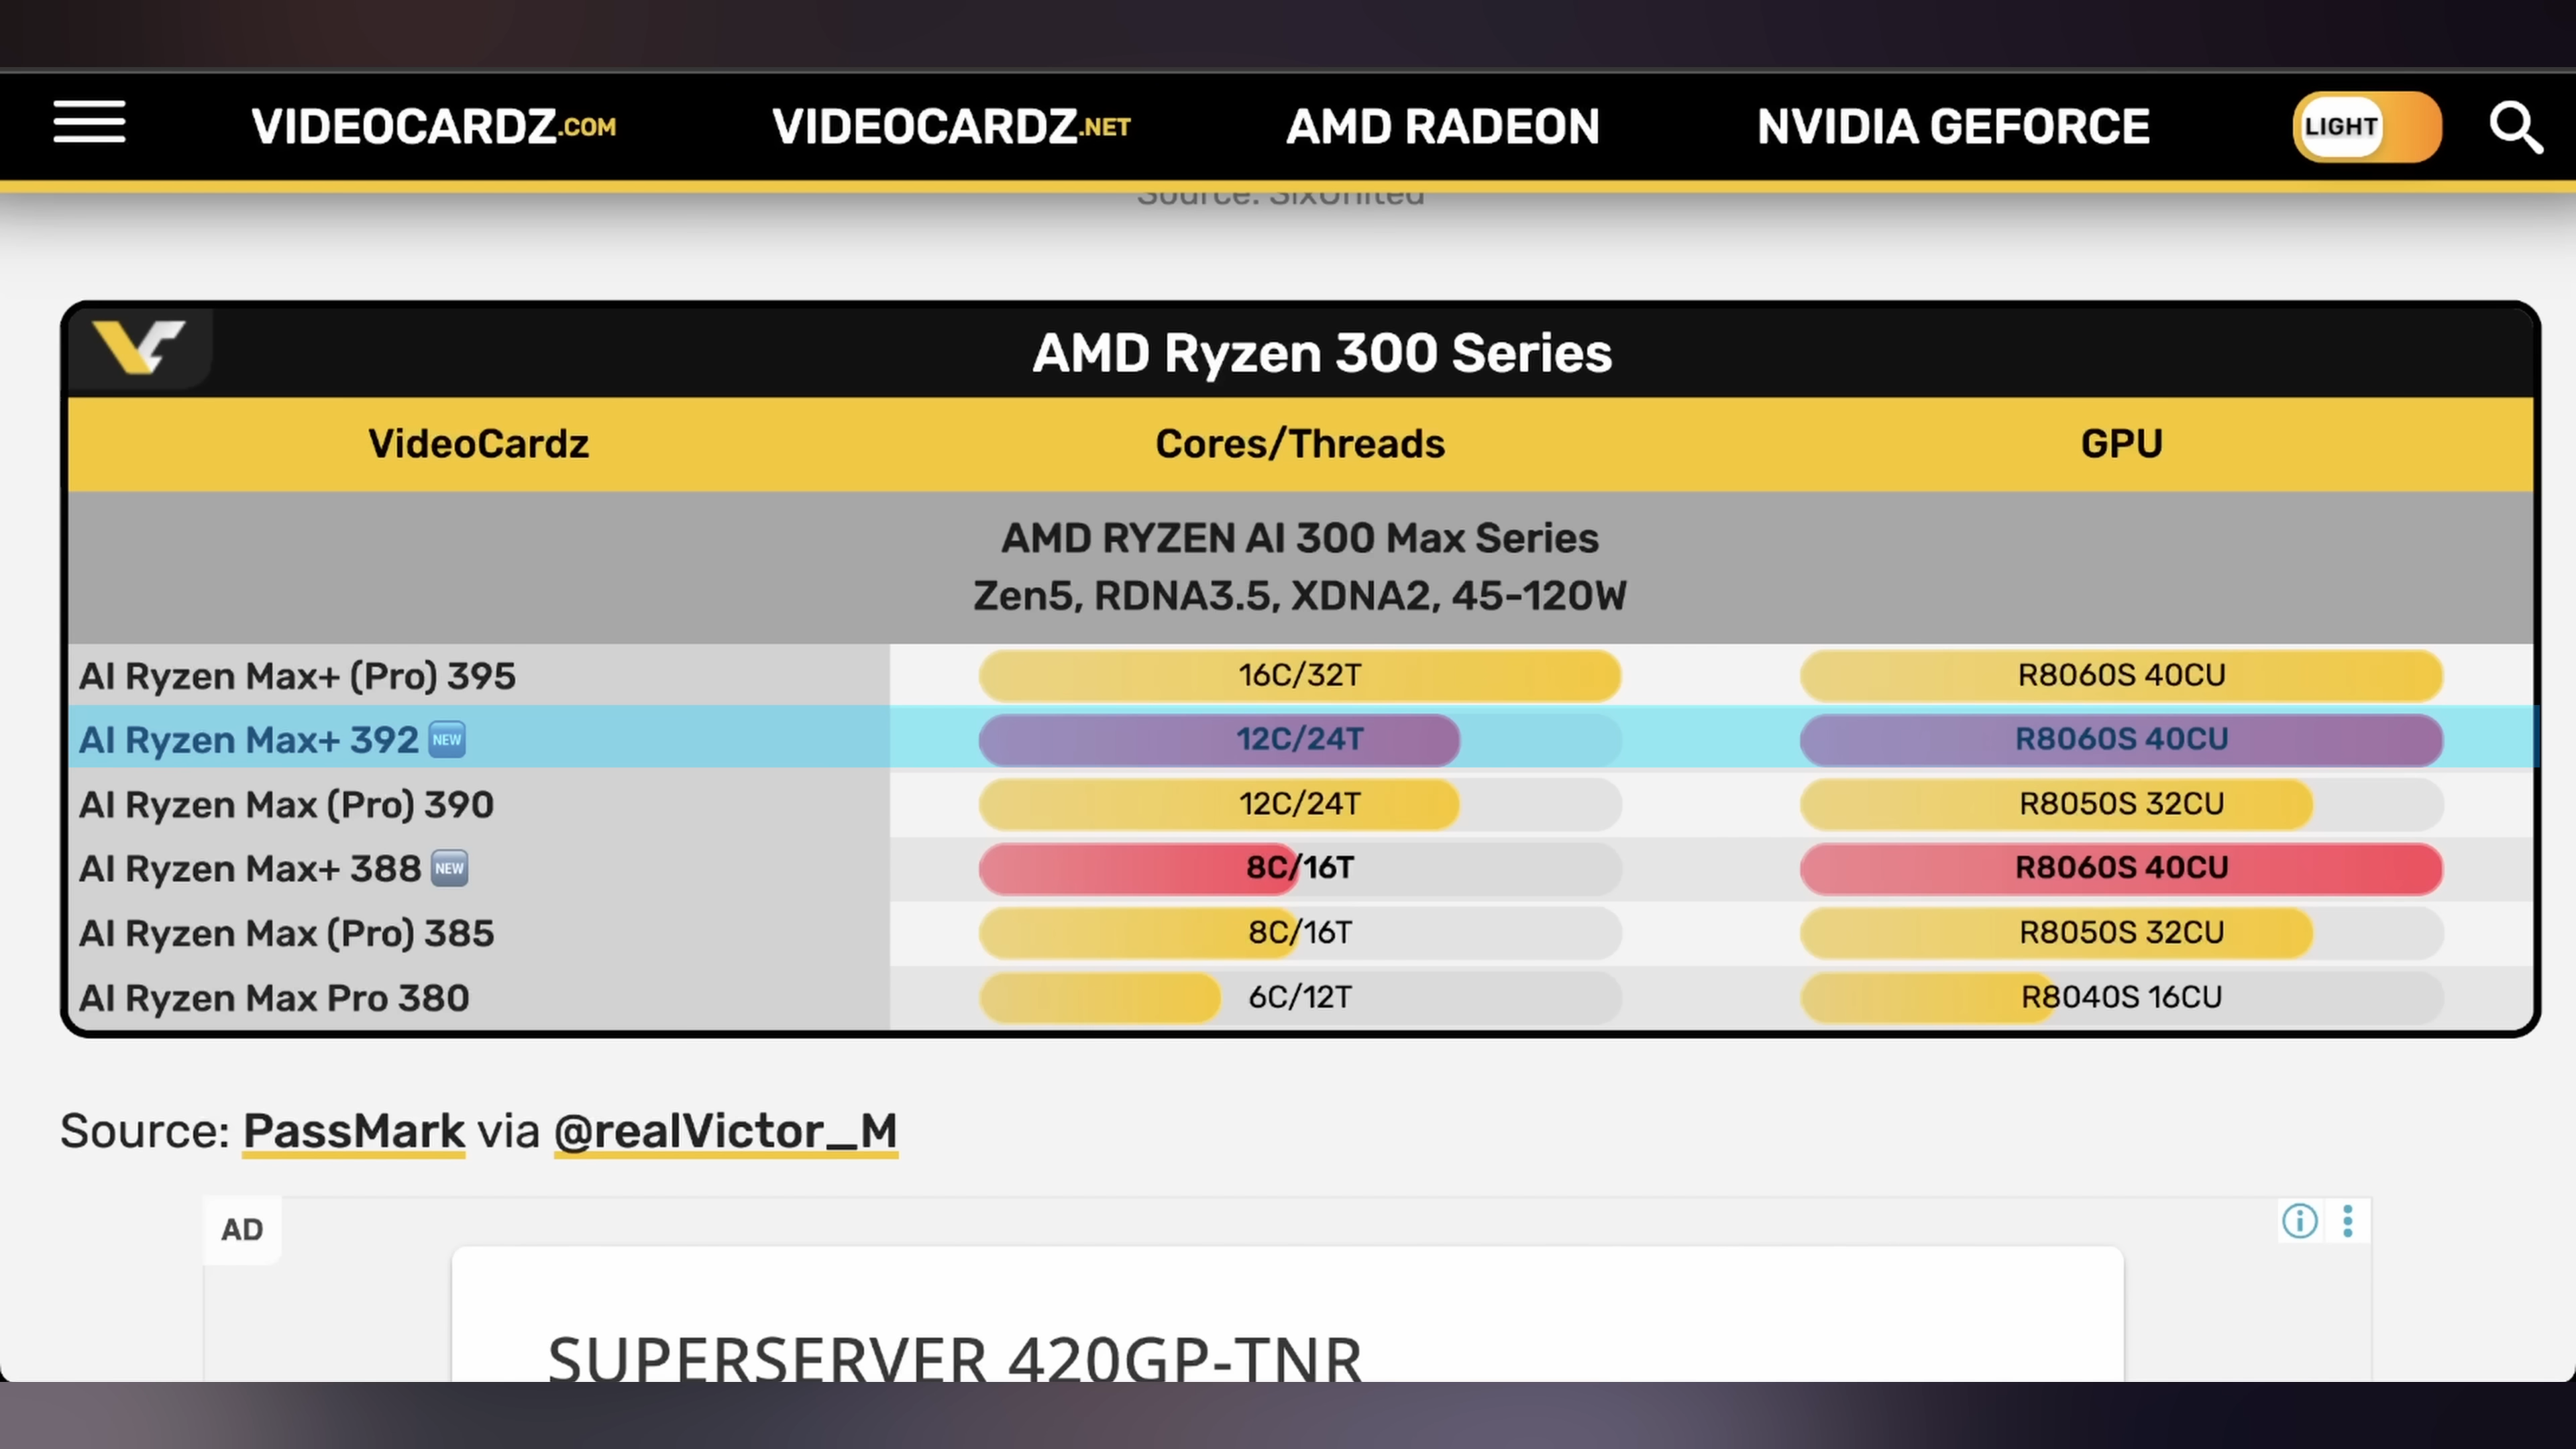 VIDEOCARDZ.COM VIDEOCARDZ.NET AMD RADEON NVIDIA GEFORCE LIGHT
Source: SixUnited
AMD Ryzen 300 Series
VideoCardz Cores/Threads GPU
AMD RYZEN AI 300 Max Series
Zen5, RDNA3.5, XDNA2, 45-120W
AI Ryzen Max+ (Pro) 395 16C/32T R8060S 40CU
AI Ryzen Max+ 392 NEW 12C/24T R8060S 40CU
AI Ryzen Max (Pro) 390 12C/24T R8050S 32CU
AI Ryzen Max+ 388 NEW 8C/16T R8060S 40CU
AI Ryzen Max (Pro) 385 8C/16T R8050S 32CU
AI Ryzen Max Pro 380 6C/12T R8040S 16CU
Source: PassMark via @realVictor_M
AD
SUPERSERVER 420GP-TNR